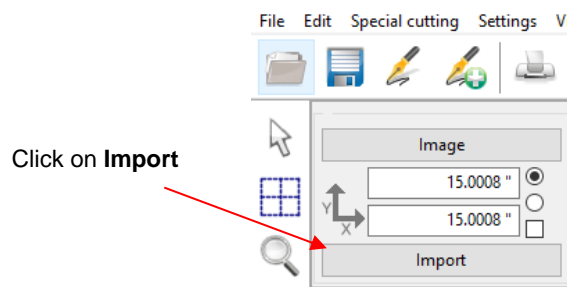 File Edit Special cutting Settings
Image
Click on Import
15.0008 "
Y
15.0008 "
X
Import